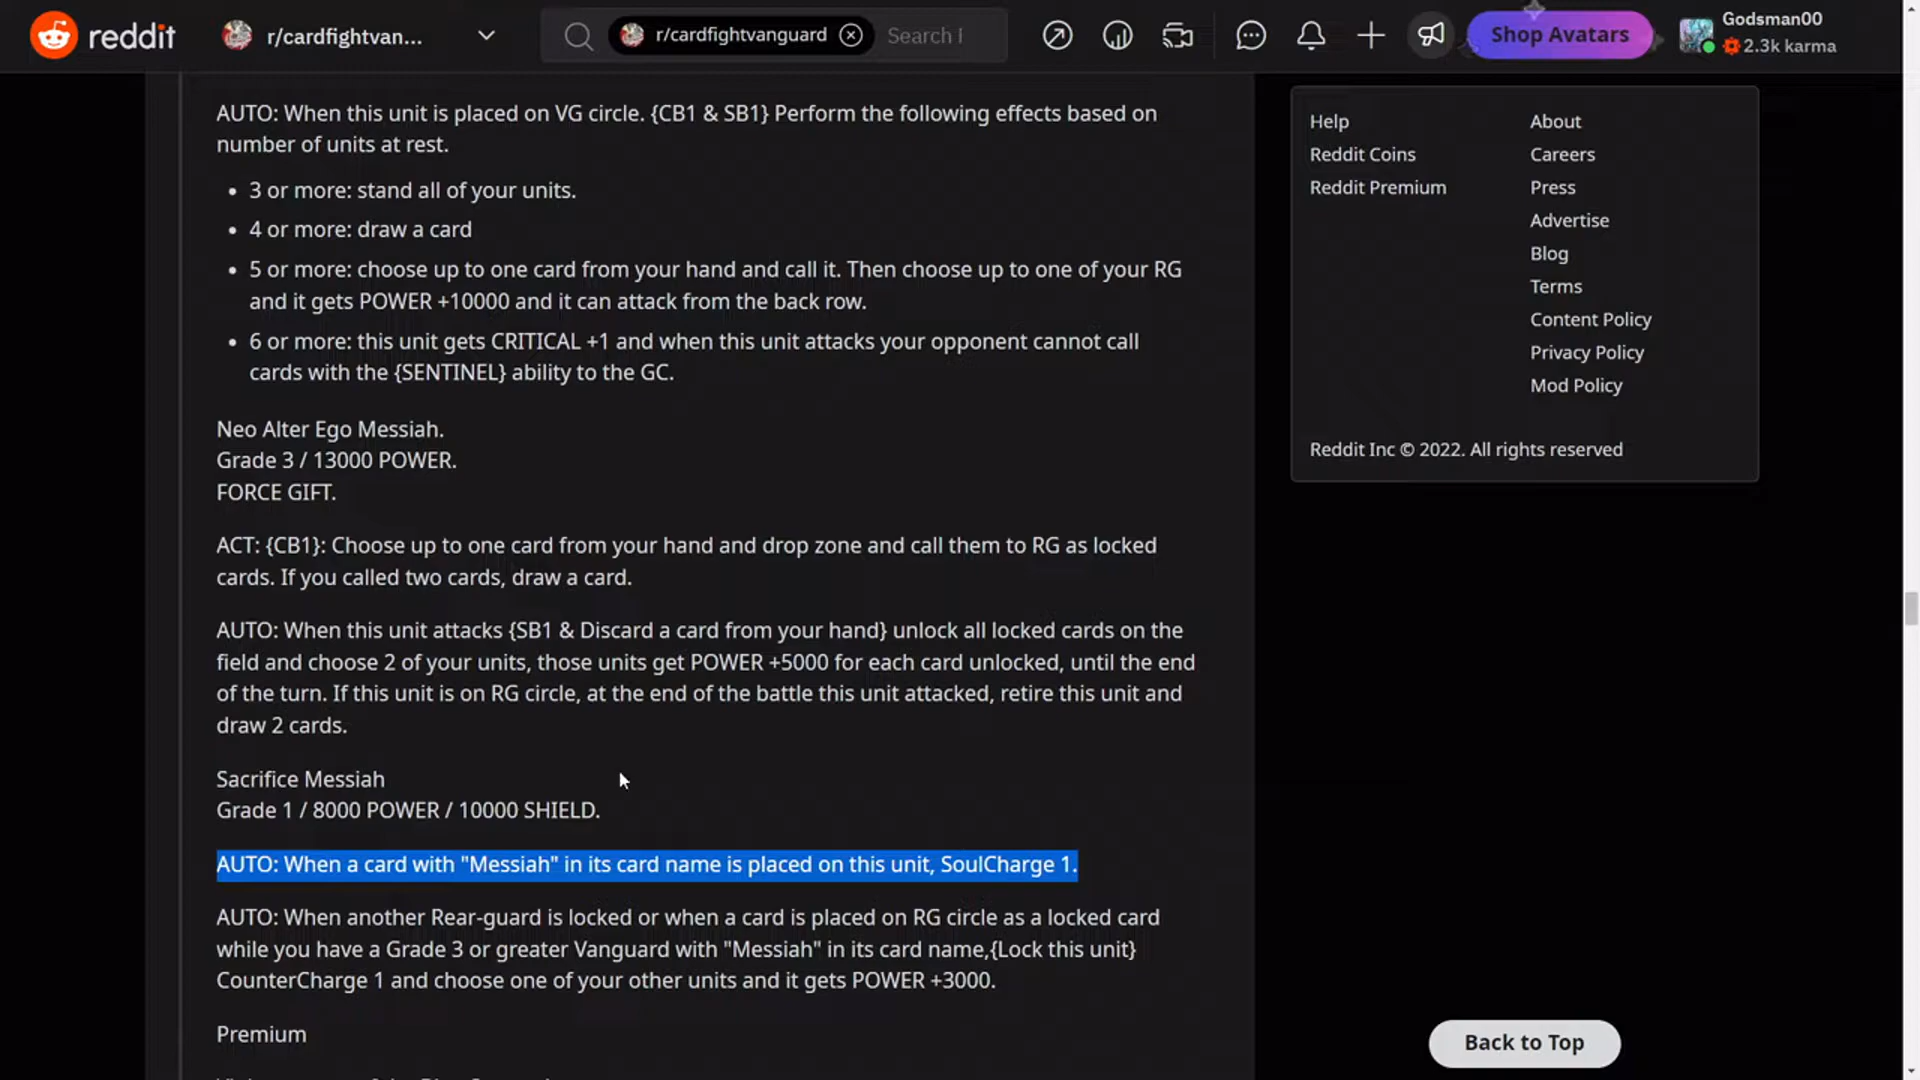 reddit r/cardfightvan... r/cardfightvanguard Search Shop Avatars Godsman00
2.3k karma
AUTO: When this unit is placed on VG circle. {CB1 & SB1} Perform the following effects based on
number of units at rest.
• 3 or more: stand all of your units.
• 4 or more: draw a card
• 5 or more: choose up to one card from your hand and call it. Then choose up to one of your RG
and it gets POWER +10000 and it can attack from the back row.
• 6 or more: this unit gets CRITICAL +1 and when this unit attacks your opponent cannot call
cards with the {SENTINEL} ability to the GC.
Neo Alter Ego Messiah.
Grade 3 / 13000 POWER.
FORCE GIFT.
ACT: {CB1}: Choose up to one card from your hand and drop zone and call them to RG as locked
cards. If you called two cards, draw a card.
AUTO: When this unit attacks {SB1 & Discard a card from your hand} unlock all locked cards on the
field and choose 2 of your units, those units get POWER +5000 for each card unlocked, until the end
of the turn. If this unit is on RG circle, at the end of the battle this unit attacked, retire this unit and
draw 2 cards.
Sacrifice Messiah
Grade 1 / 8000 POWER / 10000 SHIELD.
AUTO: When a card with "Messiah" in its card name is placed on this unit, SoulCharge 1.
AUTO: When another Rear-guard is locked or when a card is placed on RG circle as a locked card
while you have a Grade 3 or greater Vanguard with "Messiah" in its card name,{Lock this unit}
CounterCharge 1 and choose one of your other units and it gets POWER +3000.
Premium
Help About
Reddit Coins Careers
Reddit Premium Press
Advertise
Blog
Terms
Content Policy
Privacy Policy
Mod Policy
Reddit Inc © 2022. All rights reserved
Back to Top